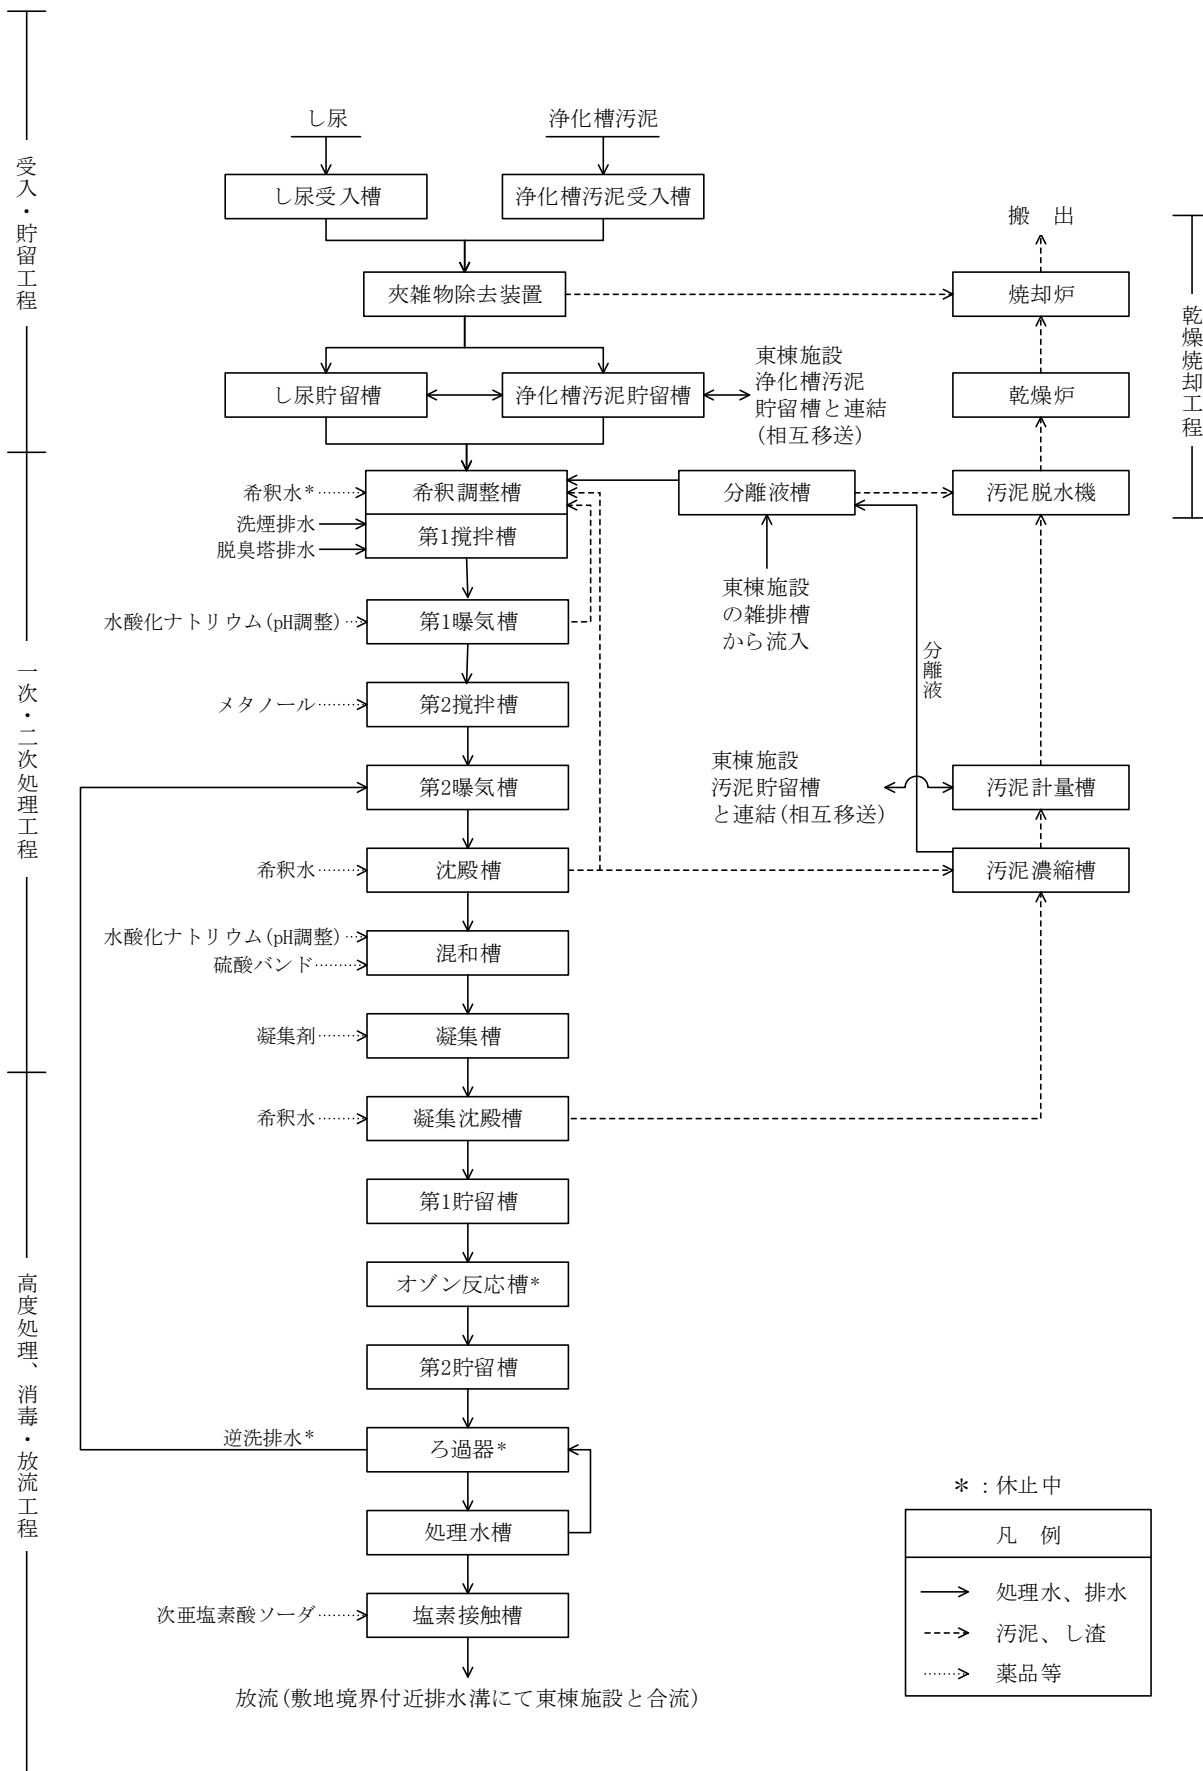 受入・貯留工程
一次・二次処理工程
高度処理、消毒・放流工程
乾燥焼却工程
し尿
浄化槽汚泥
し尿受入槽
浄化槽汚泥受入槽
搬 出
夾雑物除去装置
焼却炉
し尿貯留槽
浄化槽汚泥貯留槽
東棟施設
浄化槽汚泥
貯留槽と連結
(相互移送)
乾燥炉
希釈水*
希釈調整槽
分離液槽
汚泥脱水機
洗煙排水
第1撹拌槽
脱臭塔排水
東棟施設
の雑排槽
から流入
水酸化ナトリウム(pH調整)
第1曝気槽
分離液
メタノール
第2撹拌槽
第2曝気槽
東棟施設
汚泥貯留槽
と連結(相互移送)
汚泥計量槽
希釈水
沈殿槽
汚泥濃縮槽
水酸化ナトリウム(pH調整)
硫酸バンド
混和槽
凝集剤
凝集槽
希釈水
凝集沈殿槽
第1貯留槽
オゾン反応槽*
第2貯留槽
逆洗排水*
ろ過器*
処理水槽
次亜塩素酸ソーダ
塩素接触槽
放流(敷地境界付近排水溝にて東棟施設と合流)
*：休止中
凡 例
処理水、排水
汚泥、し渣
薬品等